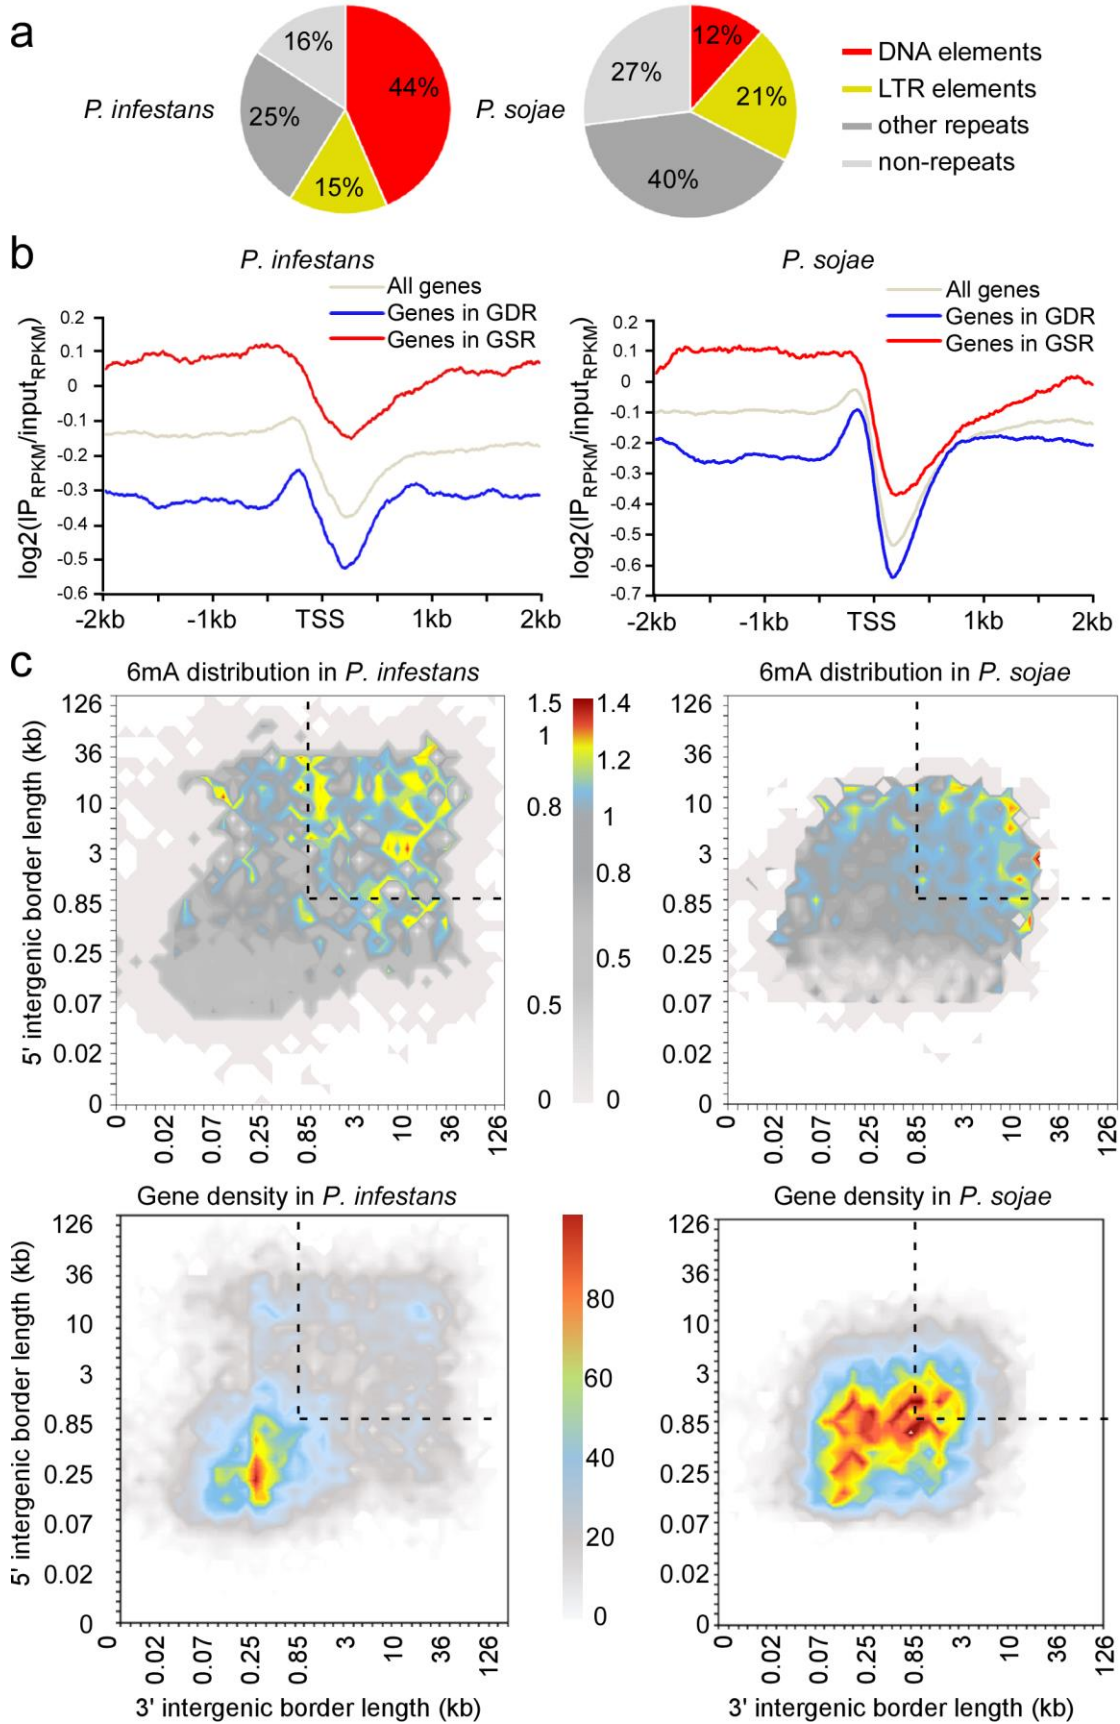 a
P. infestans
16%
44%
25%
15%
P. sojae
12%
27%
21%
40%
DNA elements
LTR elements
other repeats
non-repeats
b
P. infestans
All genes
Genes in GDR
Genes in GSR
log2(IPRPKM/inputRPKM)
0.2
0.1
0
-0.1
-0.2
-0.3
-0.4
-0.5
-0.6
-2kb -1kb TSS 1kb 2kb
P. sojae
All genes
Genes in GDR
Genes in GSR
log2(IPRPKM/inputRPKM)
0.2
0.1
0
-0.1
-0.2
-0.3
-0.4
-0.5
-0.6
-0.7
-2kb -1kb TSS 1kb 2kb
c
6mA distribution in P. infestans
5' intergenic border length (kb)
126
36
10
3
0.85
0.25
0.07
0.02
0
0 0.02 0.07 0.25 0.85 3 10 36 126
1.5
1
0.8
0.5
0
1.4
1.2
1
0.8
0.5
0
6mA distribution in P. sojae
126
36
10
3
0.85
0.25
0.07
0.02
0
0 0.02 0.07 0.25 0.85 3 10 36 126
Gene density in P. infestans
5' intergenic border length (kb)
126
36
10
3
0.85
0.25
0.07
0.02
0
0 0.02 0.07 0.25 0.85 3 10 36 126
3' intergenic border length (kb)
80
60
40
20
0
Gene density in P. sojae
126
36
10
3
0.85
0.25
0.07
0.02
0
0 0.02 0.07 0.25 0.85 3 10 36 126
3' intergenic border length (kb)